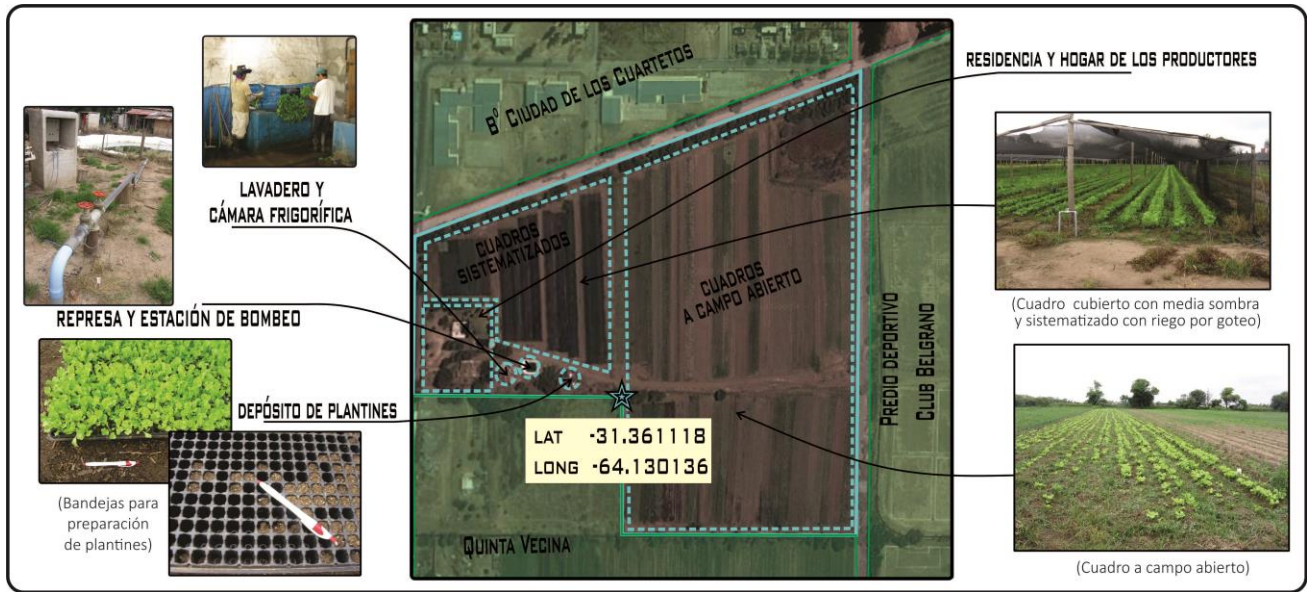 LAVADERO Y
CÁMARA FRIGORÍFICA
REPRESA Y ESTACIÓN DE BOMBEO
DEPÓSITO DE PLANTINES
(Bandejas para
preparación
de plantines)
Bº CIUDAD DE LOS CUARTETOS
CUADROS
SISTEMATIZADOS
CUADROS
A CAMPO ABIERTO
PREDIO DEPORTIVO
CLUB BELGRANO
LAT -31.361118
LONG -64.130136
QUINTA VECINA
RESIDENCIA Y HOGAR DE LOS PRODUCTORES
(Cuadro cubierto con media sombra
y sistematizado con riego por goteo)
(Cuadro a campo abierto)